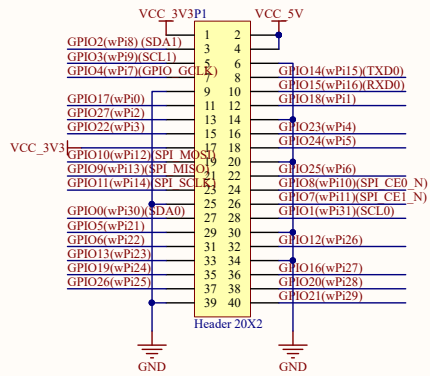 VCC_3V3 P1 VCC_5V
1 2
GPIO2(wPi8) (SDA1) 3 4
GPIO3(wPi9)(SCL1) 5 6
GPIO4(wPi7)(GPIO_GCLK) 7 8 GPIO14(wPi15)(TXD0)
9 10 GPIO15(wPi16)(RXD0)
GPIO17(wPi0) 11 12 GPIO18(wPi1)
GPIO27(wPi2) 13 14
GPIO22(wPi3) 15 16 GPIO23(wPi4)
VCC_3V3 17 18 GPIO24(wPi5)
GPIO10(wPi12)(SPI_MOSI) 19 20
GPIO9(wPi13)(SPI_MISO) 21 22 GPIO25(wPi6)
GPIO11(wPi14)(SPI_SCLK) 23 24 GPIO8(wPi10)(SPI_CE0_N)
25 26 GPIO7(wPi11)(SPI_CE1_N)
GPIO0(wPi30)(SDA0) 27 28 GPIO1(wPi31)(SCL0)
GPIO5(wPi21) 29 30
GPIO6(wPi22) 31 32 GPIO12(wPi26)
GPIO13(wPi23) 33 34
GPIO19(wPi24) 35 36 GPIO16(wPi27)
GPIO26(wPi25) 37 38 GPIO20(wPi28)
39 40 GPIO21(wPi29)
Header 20X2
GND GND